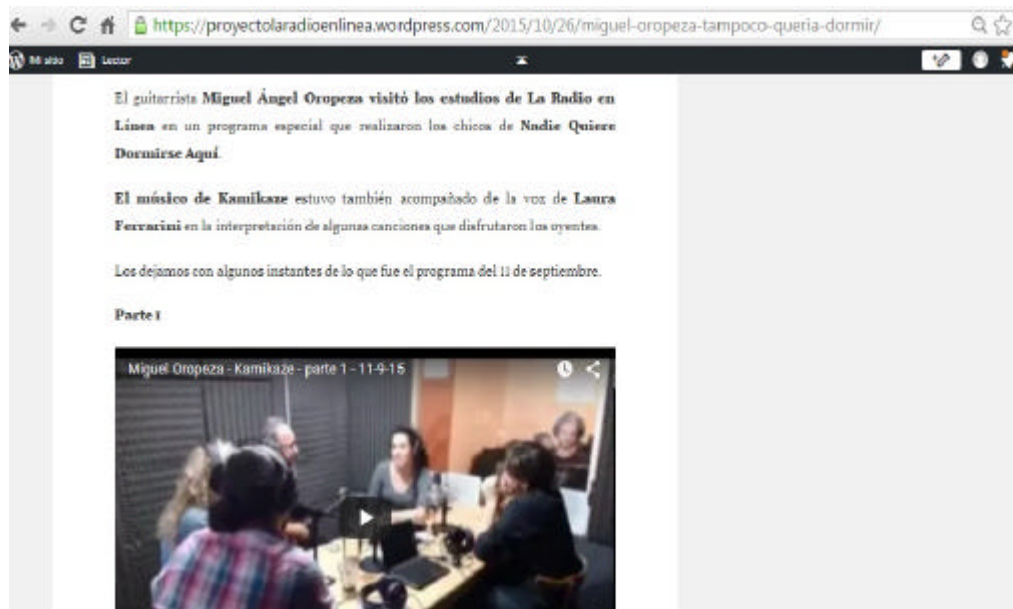 https://proyectolaradioenlinea.wordpress.com/2015/10/26/miguel-oropeza-tampoco-queria-dormir/
Mi sitio Lector
El guitarrista Miguel Ángel Oropeza visitó los estudios de La Radio en
Línea en un programa especial que realizaron los chicos de Nadie Quiere
Dormirse Aquí.
El músico de Kamikaze estuvo también acompañado de la voz de Laura
Ferrarini en la interpretación de algunas canciones que disfrutaron los oyentes.
Los dejamos con algunos instantes de lo que fue el programa del 11 de septiembre.
Parte I
Miguel Oropeza - Kamikaze - parte 1 - 11-9-15